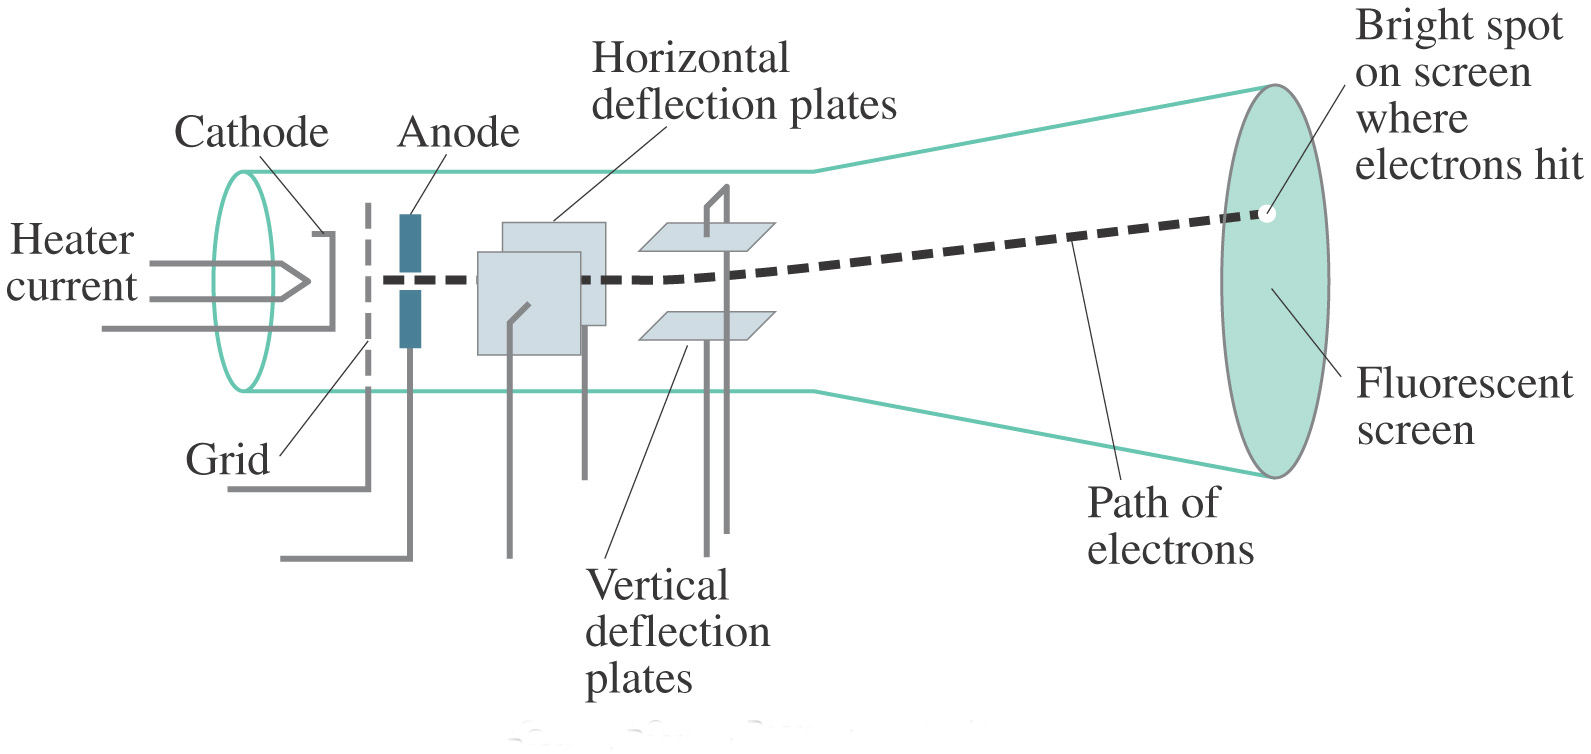 Bright spot
on screen
where
electrons hit
Horizontal
deflection plates
Cathode
Anode
Heater
current
Fluorescent
screen
Grid
Path of
electrons
Vertical
deflection
plates